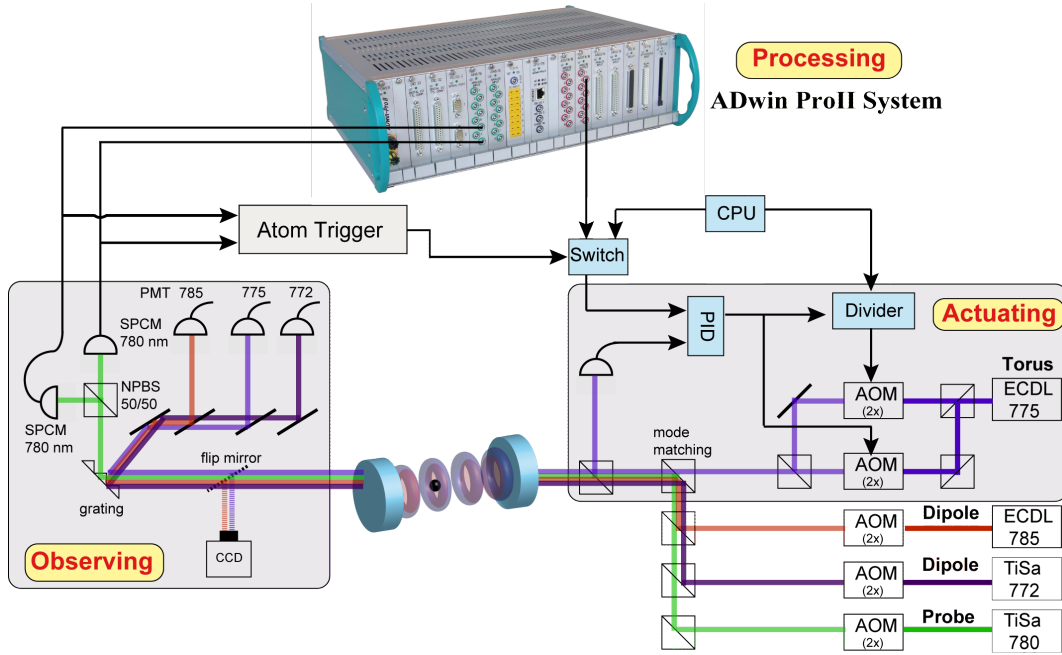 Processing
ADwin ProII System
CPU
Atom Trigger
Switch
PMT 785 775 772
SPCM
780 nm
PID
Divider
Actuating
NPBS
50/50
SPCM
780 nm
Torus
ECDL
775
AOM
(2x)
AOM
(2x)
mode
matching
flip mirror
grating
CCD
Observing
Dipole
AOM
(2x)
ECDL
785
Dipole
AOM
(2x)
TiSa
772
Probe
AOM
(2x)
TiSa
780